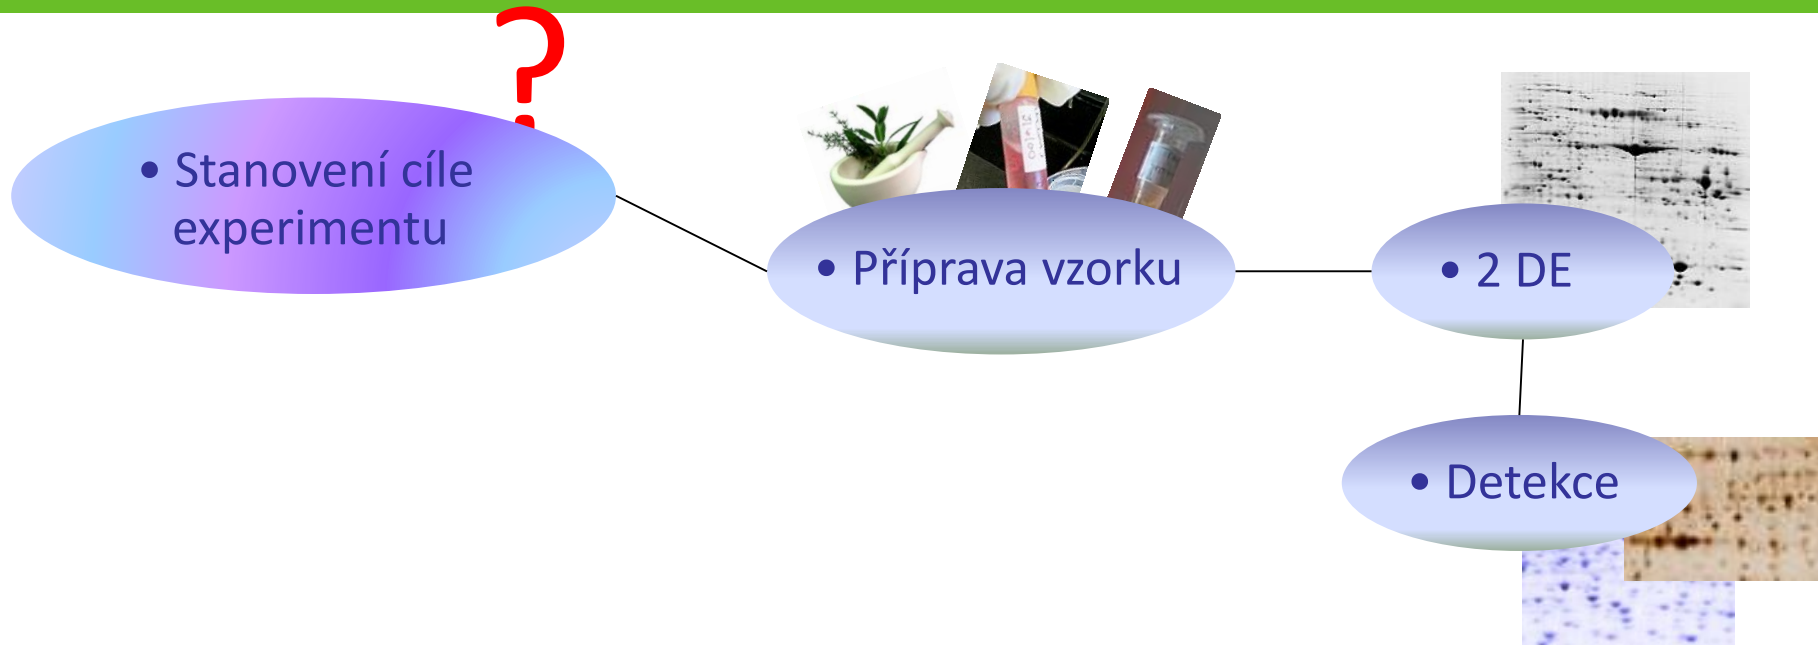 ?
• Stanovení cíle
experimentu
• Příprava vzorku
• 2 DE
• Detekce